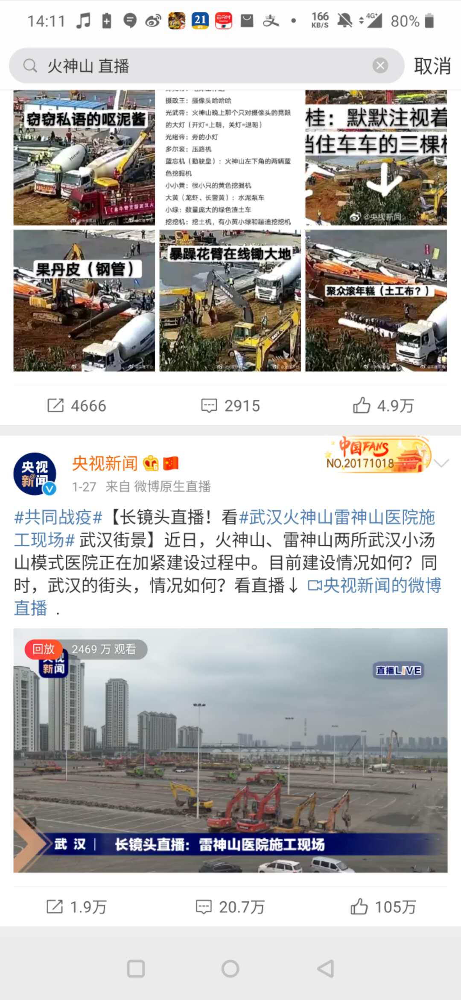 14:11
21
云闪付
支
166
KB/S
4G+
80%
火神山 直播
取消
窃窃私语的呕泥酱
摄政王：摄像头哈哈哈
光武帝：火神山晚上那个只对摄像头的晃眼
的大灯（开灯=上朝，关灯=退朝）
光绪帝：旁的小灯
多尔衮：压路机
蓝忘机（勤驶皇）：火神山左下角的两辆蓝
色挖掘机
小小黄：很小只的黄色挖掘机
大黄（龙虾、长警黄）：水泥泵车
小绿：数量庞大的绿色渣土车
挖挖机：挖土机，有小黄小绿和蹦迪挖挖机
桂：默默注视着
挡住车车的三棵
@央视新闻
果丹皮（钢管）
暴躁花臂在线锄大地
聚众滚年糕（土工布？）
4666
2915
4.9万
央视
新闻
央视新闻
中国FANS
NO.20171018
1-27 来自 微博原生直播
#共同战疫#【长镜头直播！看#武汉火神山雷神山医院施
工现场# 武汉街景】近日，火神山、雷神山两所武汉小汤
山模式医院正在加紧建设过程中。目前建设情况如何？同
时，武汉的街头，情况如何？看直播↓ 央视新闻的微博
直播 .
回放
2469 万 观看
央视
新闻
直播LIVE
武汉
长镜头直播：雷神山医院施工现场
1.9万
20.7万
105万